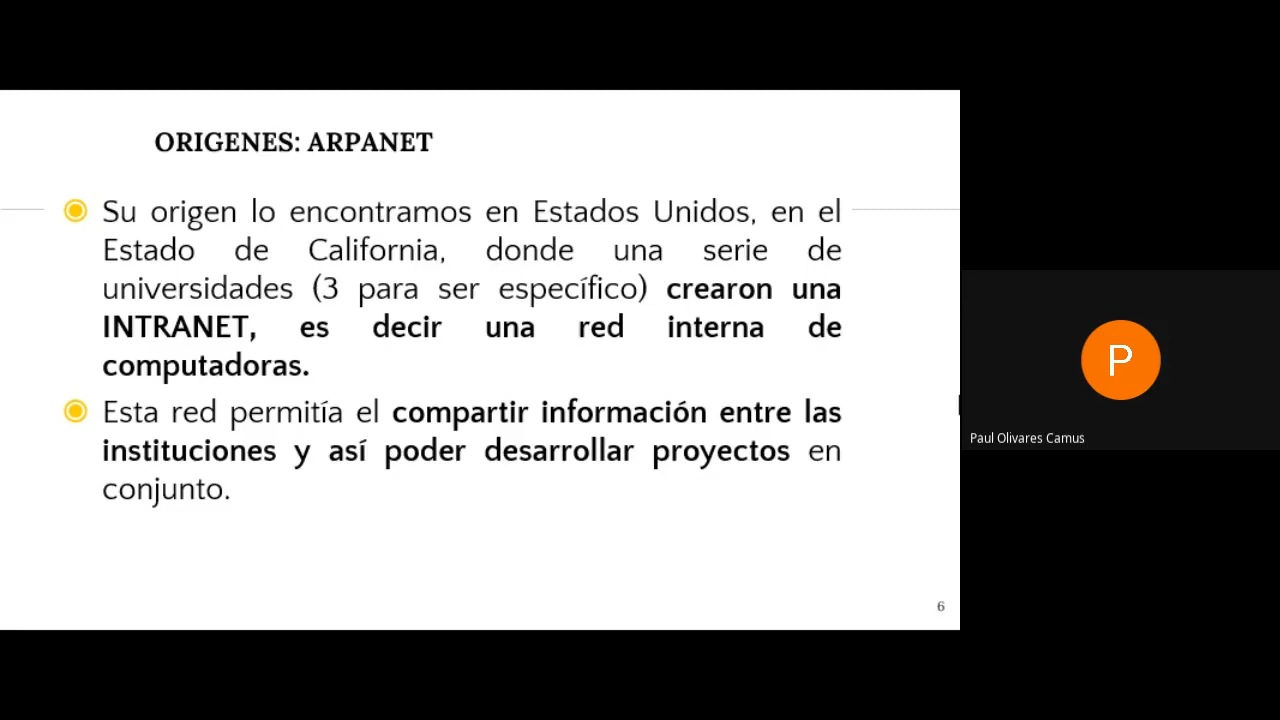 ORIGENES: ARPANET
Su origen lo encontramos en Estados Unidos, en el
Estado de California, donde una serie de
universidades (3 para ser específico) crearon una
INTRANET, es decir una red interna de
computadoras.
Esta red permitía el compartir información entre las
instituciones y así poder desarrollar proyectos en
conjunto.
6
P
Paul Olivares Camus